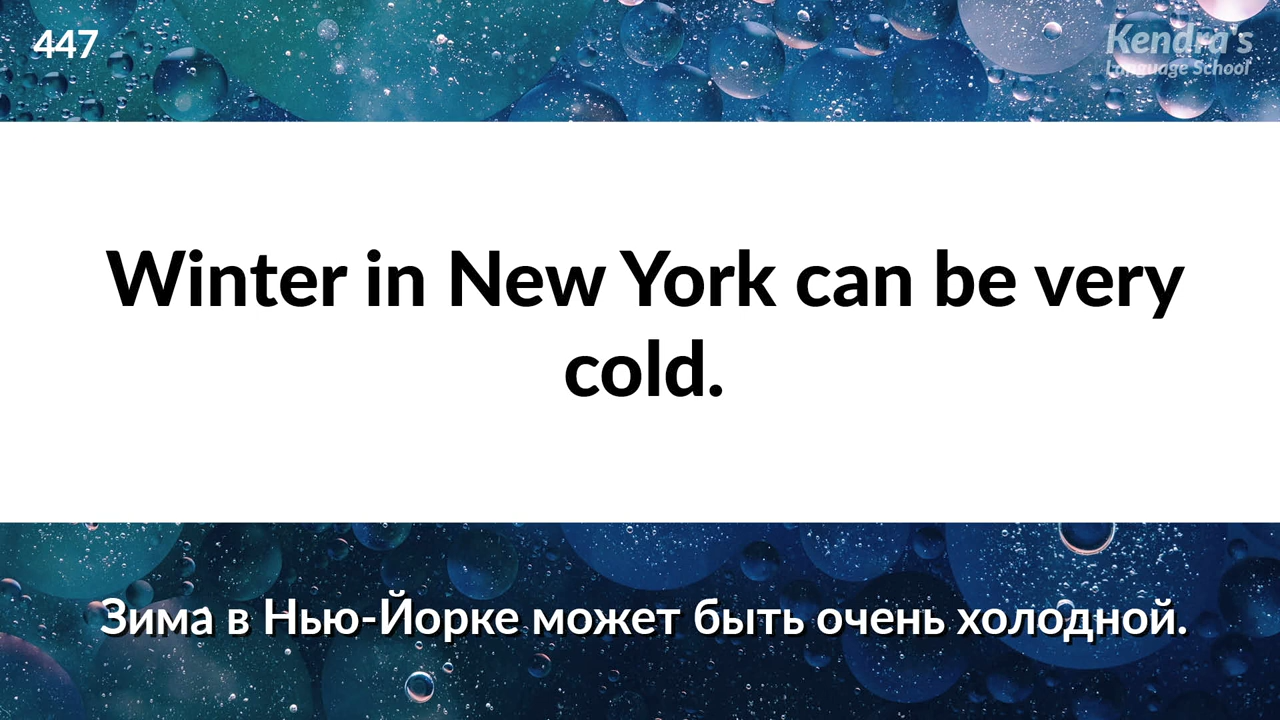 447
Kendra's
Language School
Winter in New York can be very
cold.
Зима в Нью-Йорке может быть очень холодной.